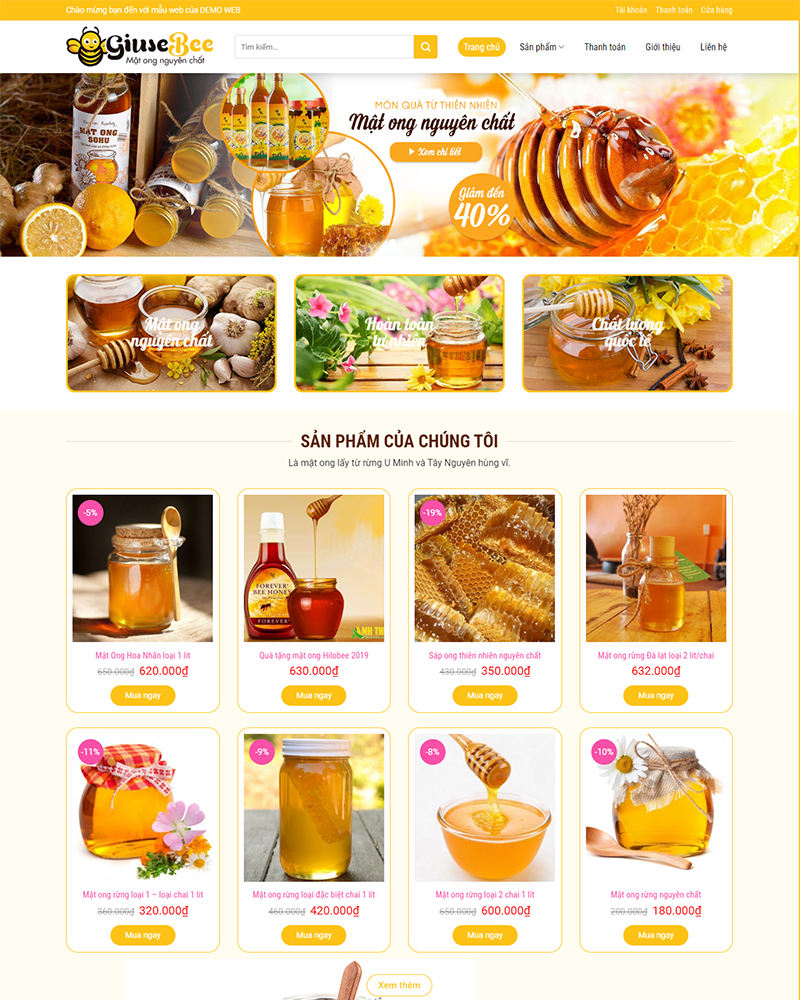 Chào mừng bạn đến với mẫu web của DEMO WEB
Tài khoản Thanh toán Cửa hàng
GiuseBee
Mật ong nguyên chất
Tìm kiếm...
Trang chủ Sản phẩm Thanh toán Giới thiệu Liên hệ
MẬT ONG
SOHU
MÓN QUÀ TỪ THIÊN NHIÊN
Mật ong nguyên chất
Xem chi tiết
Giảm đến
40%
Mật ong
nguyên chất
Hoàn toàn
tự nhiên
Chất lượng
quốc tế
SẢN PHẨM CỦA CHÚNG TÔI
Là mật ong lấy từ rừng U Minh và Tây Nguyên hùng vĩ.
-5%
Mật Ong Hoa Nhãn loại 1 lít
650.000₫ 620.000₫
Mua ngay
FOREVER
BEE HONEY
FOREVER
Quà tặng mật ong Hilobee 2019
630.000₫
Mua ngay
-19%
Sáp ong thiên nhiên nguyên chất
430.000₫ 350.000₫
Mua ngay
Mật ong rừng Đà lạt loại 2 lit/chai
632.000₫
Mua ngay
-11%
Mật ong rừng loại 1 – loại chai 1 lit
360.000₫ 320.000₫
Mua ngay
-9%
Mật ong rừng loại đặc biệt chai 1 lít
460.000₫ 420.000₫
Mua ngay
-8%
Mật ong rừng loại 2 chai 1 lít
650.000₫ 600.000₫
Mua ngay
-10%
Mật ong rừng nguyên chất
200.000₫ 180.000₫
Mua ngay
Xem thêm